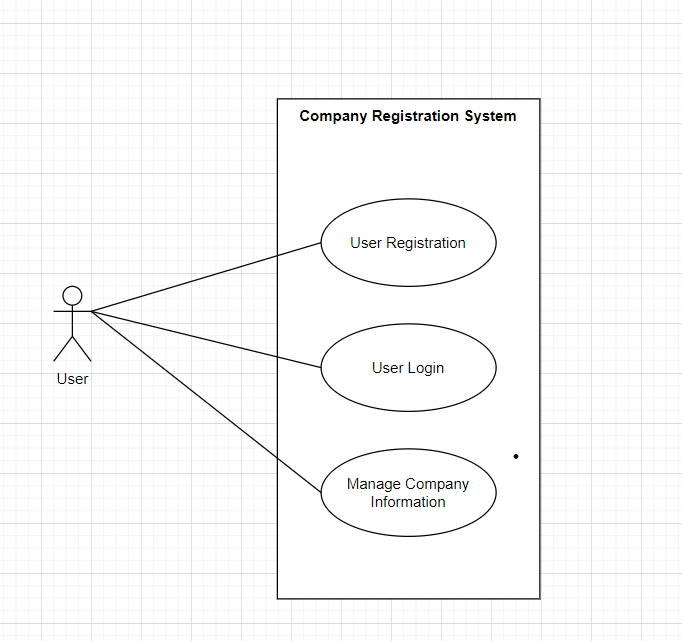 Company Registration System
User Registration
User
User Login
Manage Company
Information